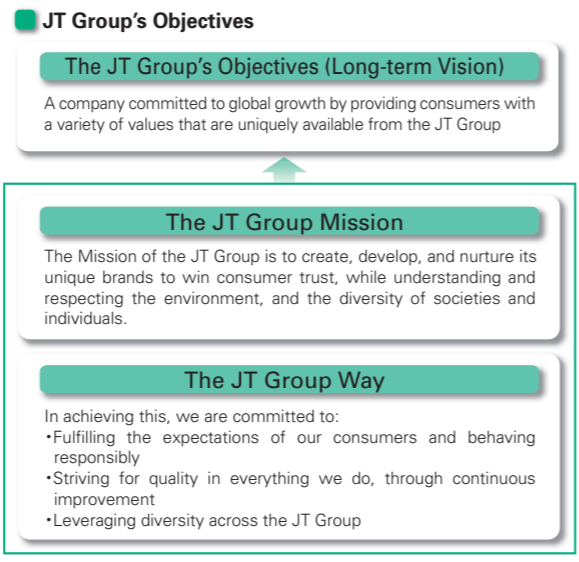 JT Group's Objectives
The JT Group's Objectives (Long-term Vision)
A company committed to global growth by providing consumers with
a variety of values that are uniquely available from the JT Group
The JT Group Mission
The Mission of the JT Group is to create, develop, and nurture its
unique brands to win consumer trust, while understanding and
respecting the environment, and the diversity of societies and
individuals.
The JT Group Way
In achieving this, we are committed to:
・Fulfilling the expectations of our consumers and behaving
responsibly
・Striving for quality in everything we do, through continuous
improvement
・Leveraging diversity across the JT Group